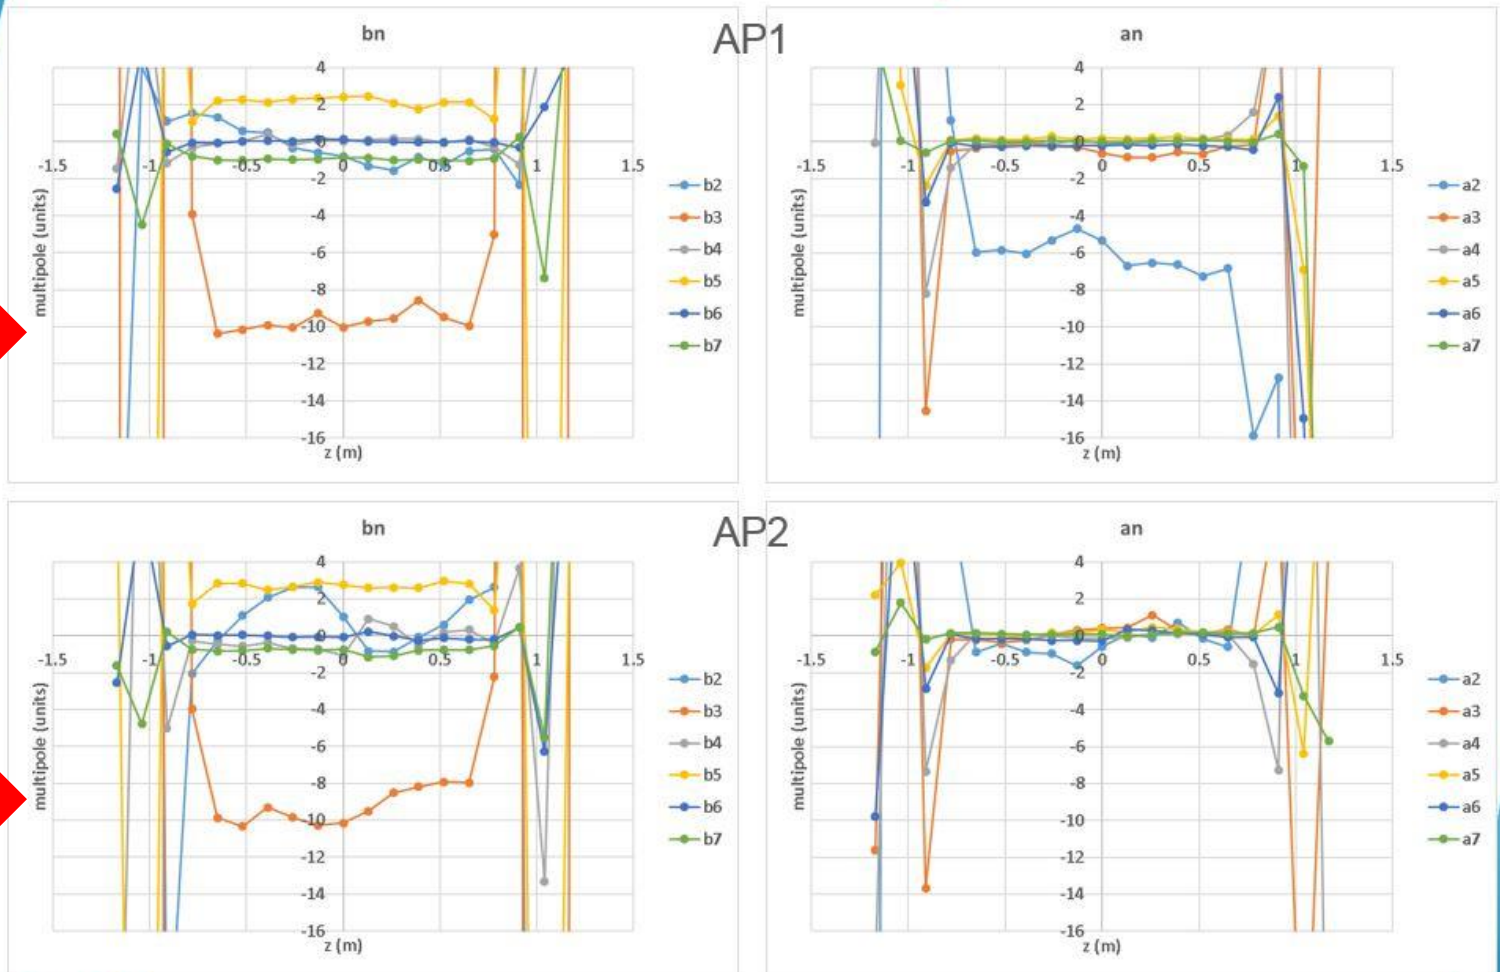 AP1
bn
4
2
0
-2
-4
-6
-8
-10
-12
-14
-16
-1.5 -1 -0.5 0 0.5 1 1.5
multipole (units)
z (m)
b2
b3
b4
b5
b6
b7
an
4
2
0
-2
-4
-6
-8
-10
-12
-14
-16
-1.5 -1 -0.5 0 0.5 1 1.5
multipole (units)
z (m)
a2
a3
a4
a5
a6
a7
AP2
bn
4
2
0
-2
-4
-6
-8
-10
-12
-14
-16
-1.5 -1 -0.5 0 0.5 1 1.5
multipole (units)
z (m)
b2
b3
b4
b5
b6
b7
an
4
2
0
-2
-4
-6
-8
-10
-12
-14
-16
-1.5 -1 -0.5 0 0.5 1 1.5
multipole (units)
z (m)
a2
a3
a4
a5
a6
a7